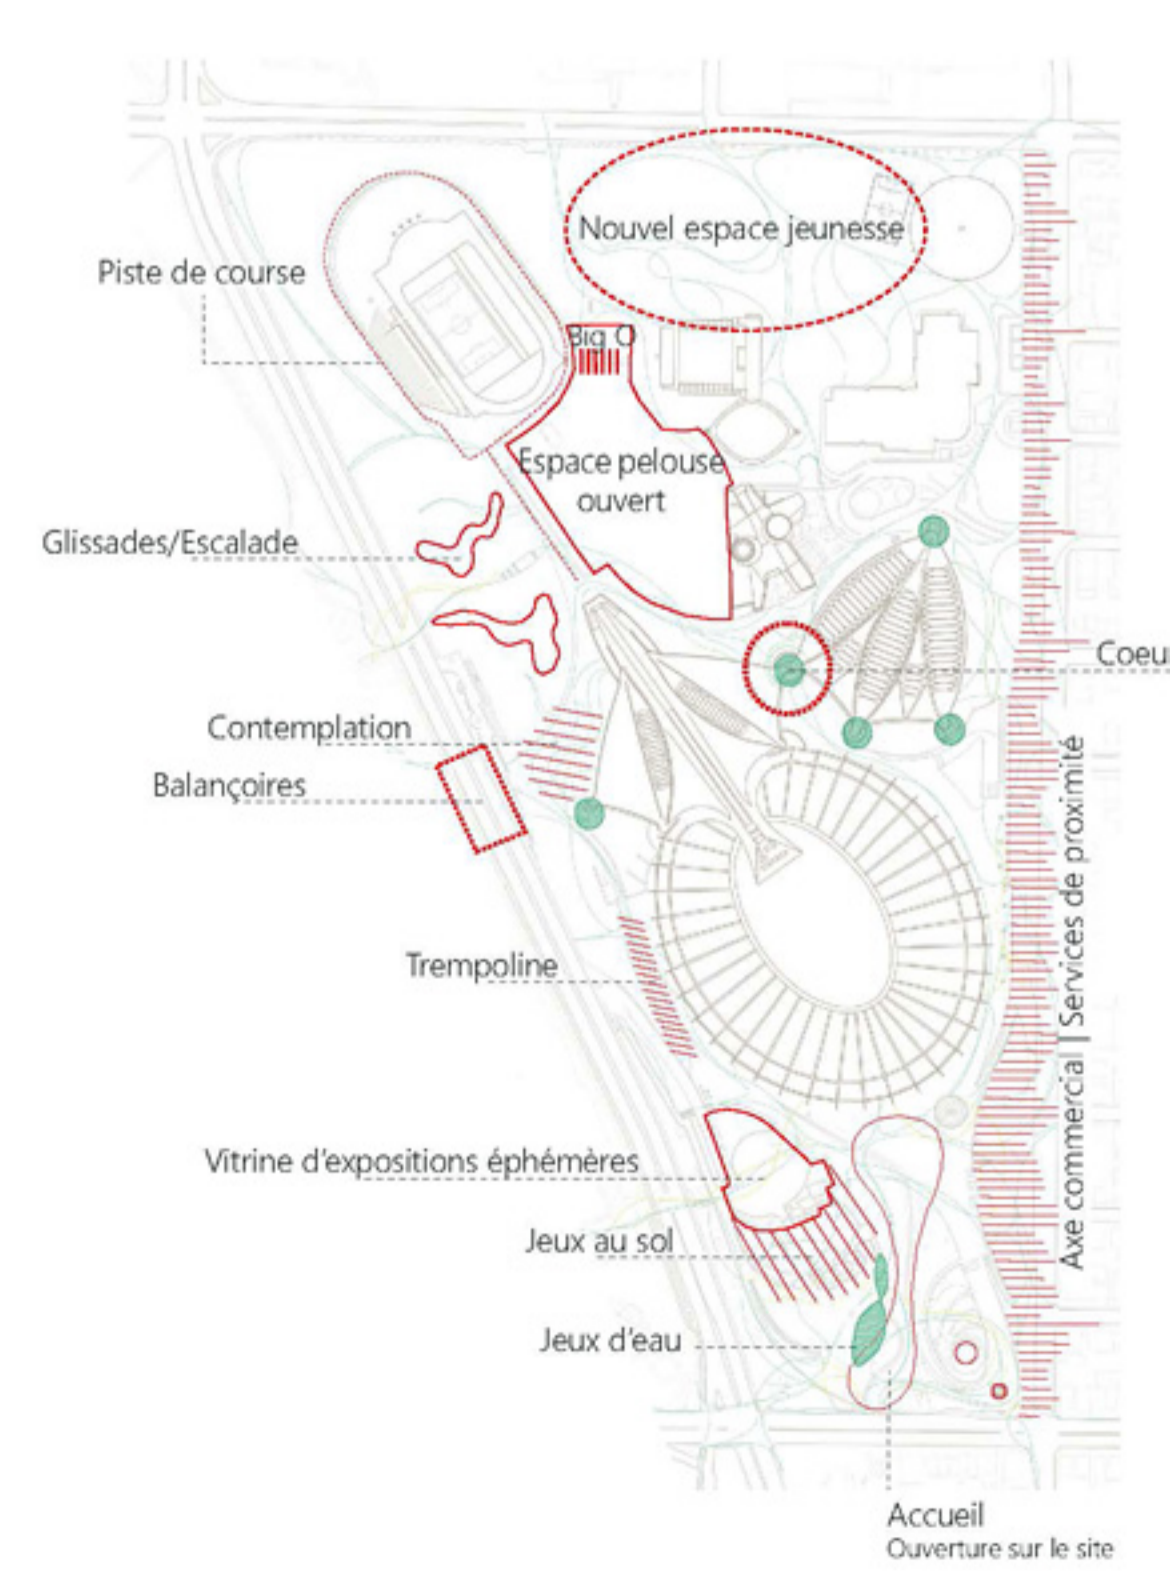 Nouvel espace jeunesse
Piste de course
Big O
Espace pelouse
ouvert
Glissades/Escalade
Coeu
Contemplation
Balançoires
Axe commercial | Services de proximité
Trempoline
Vitrine d'expositions éphémères
Jeux au sol
Jeux d'eau
Accueil
Ouverture sur le site